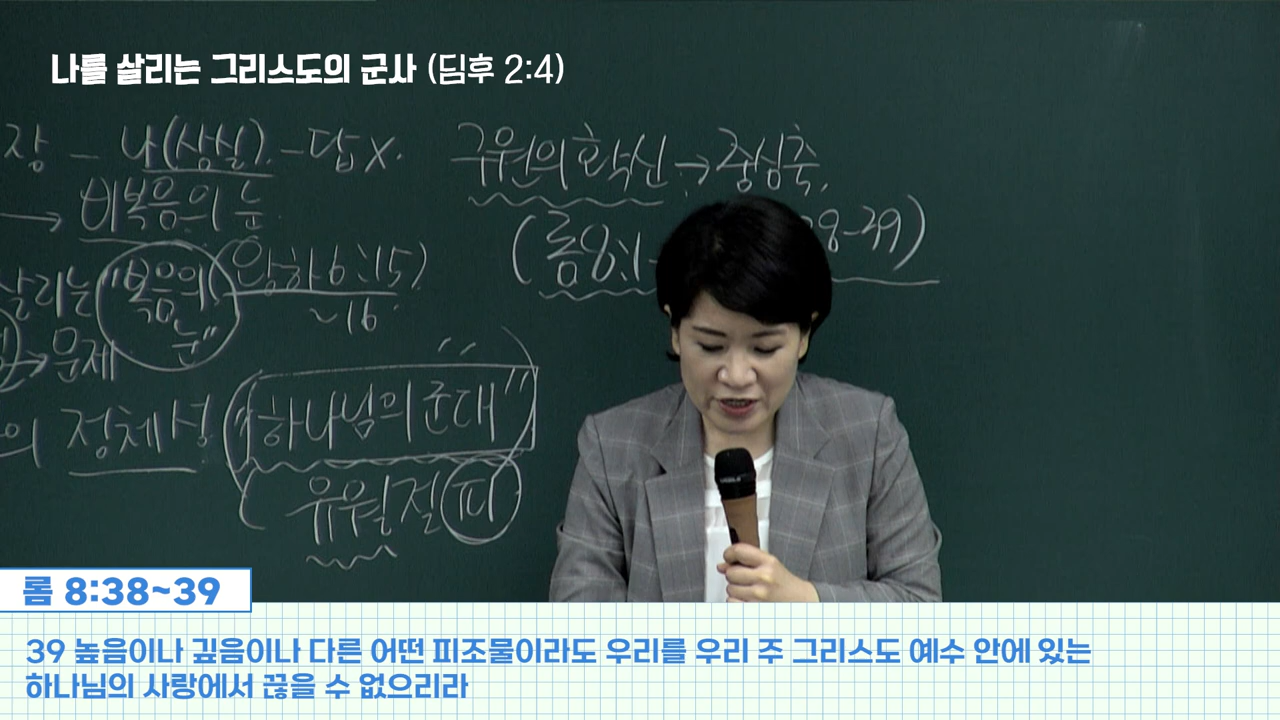 나를 살리는 그리스도의 군사 (딤후 2:4)
장 - 나(상실). - 답 X.
→ 비복음의 눈
살리는 "복음의 눈" (왕하 6:15)
~16
→ 문제
의 정체성 "하나님의 군대"
유월절 피
구원의 확신 → 중심축.
(롬8:1- 38-39)
롬 8:38~39
39 높음이나 깊음이나 다른 어떤 피조물이라도 우리를 우리 주 그리스도 예수 안에 있는
하나님의 사랑에서 끊을 수 없으리라